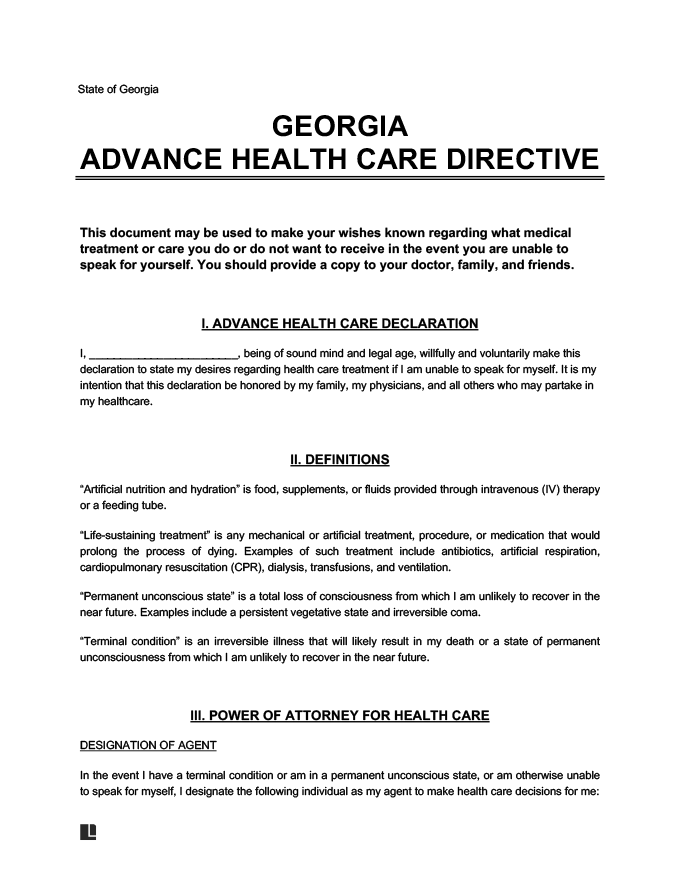 State of Georgia
GEORGIA
ADVANCE HEALTH CARE DIRECTIVE
This document may be used to make your wishes known regarding what medical
treatment or care you do or do not want to receive in the event you are unable to
speak for yourself. You should provide a copy to your doctor, family, and friends.
I. ADVANCE HEALTH CARE DECLARATION
I, ________________________, being of sound mind and legal age, willfully and voluntarily make this
declaration to state my desires regarding health care treatment if I am unable to speak for myself. It is my
intention that this declaration be honored by my family, my physicians, and all others who may partake in
my healthcare.
II. DEFINITIONS
“Artificial nutrition and hydration” is food, supplements, or fluids provided through intravenous (IV) therapy
or a feeding tube.
“Life-sustaining treatment” is any mechanical or artificial treatment, procedure, or medication that would
prolong the process of dying. Examples of such treatment include antibiotics, artificial respiration,
cardiopulmonary resuscitation (CPR), dialysis, transfusions, and ventilation.
“Permanent unconscious state” is a total loss of consciousness from which I am unlikely to recover in the
near future. Examples include a persistent vegetative state and irreversible coma.
“Terminal condition” is an irreversible illness that will likely result in my death or a state of permanent
unconsciousness from which I am unlikely to recover in the near future.
III. POWER OF ATTORNEY FOR HEALTH CARE
DESIGNATION OF AGENT
In the event I have a terminal condition or am in a permanent unconscious state, or am otherwise unable
to speak for myself, I designate the following individual as my agent to make health care decisions for me: